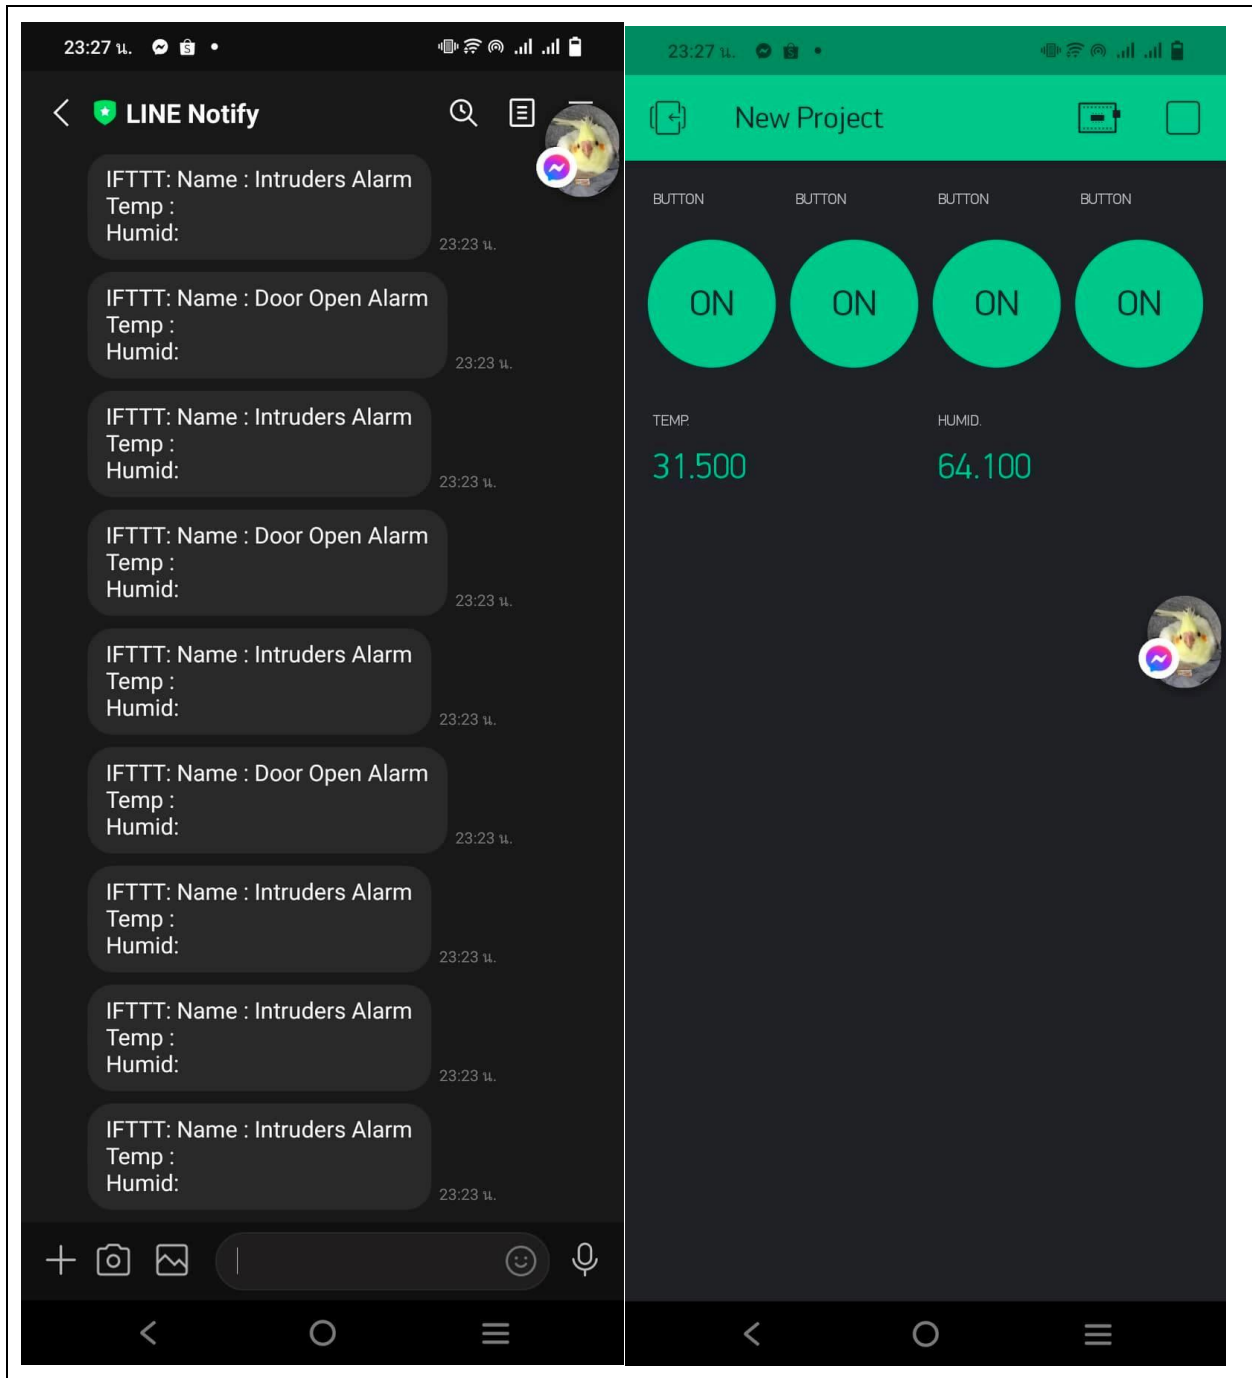 23:27 น.
LINE Notify
IFTTT: Name : Intruders Alarm
Temp :
Humid:
23:23 น.
IFTTT: Name : Door Open Alarm
Temp :
Humid:
23:23 น.
IFTTT: Name : Intruders Alarm
Temp :
Humid:
23:23 น.
IFTTT: Name : Door Open Alarm
Temp :
Humid:
23:23 น.
IFTTT: Name : Intruders Alarm
Temp :
Humid:
23:23 น.
IFTTT: Name : Door Open Alarm
Temp :
Humid:
23:23 น.
IFTTT: Name : Intruders Alarm
Temp :
Humid:
23:23 น.
IFTTT: Name : Intruders Alarm
Temp :
Humid:
23:23 น.
IFTTT: Name : Intruders Alarm
Temp :
Humid:
23:23 น.
23:27 น.
New Project
BUTTON BUTTON BUTTON BUTTON
ON ON ON ON
TEMP. HUMID.
31.500 64.100